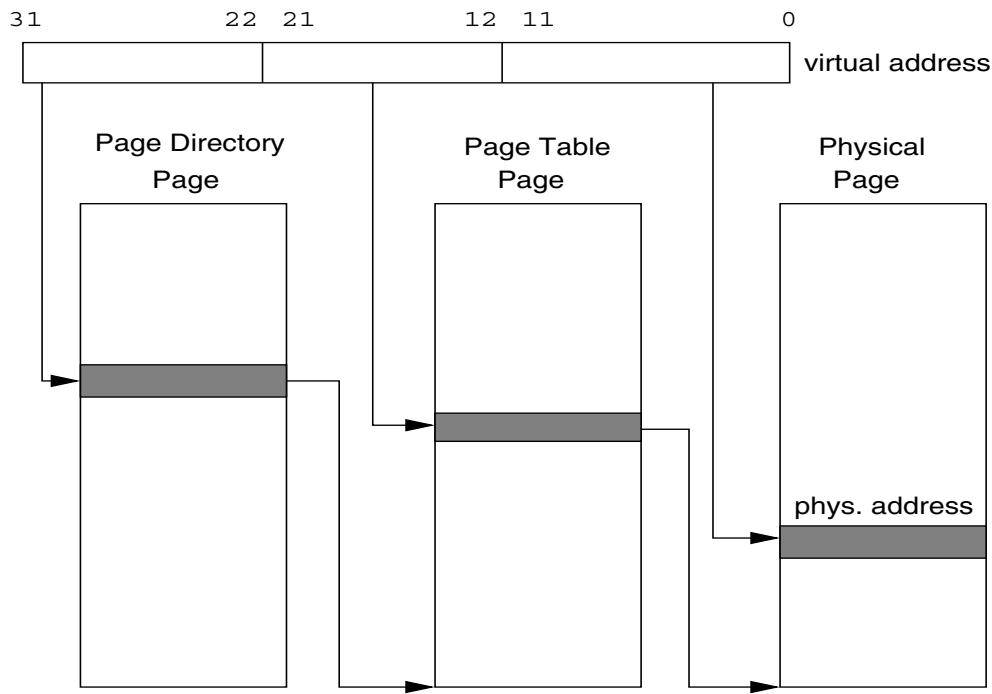 31 22 21 12 11 0
virtual address
Page Directory
Page
Page Table
Page
Physical
Page
phys. address